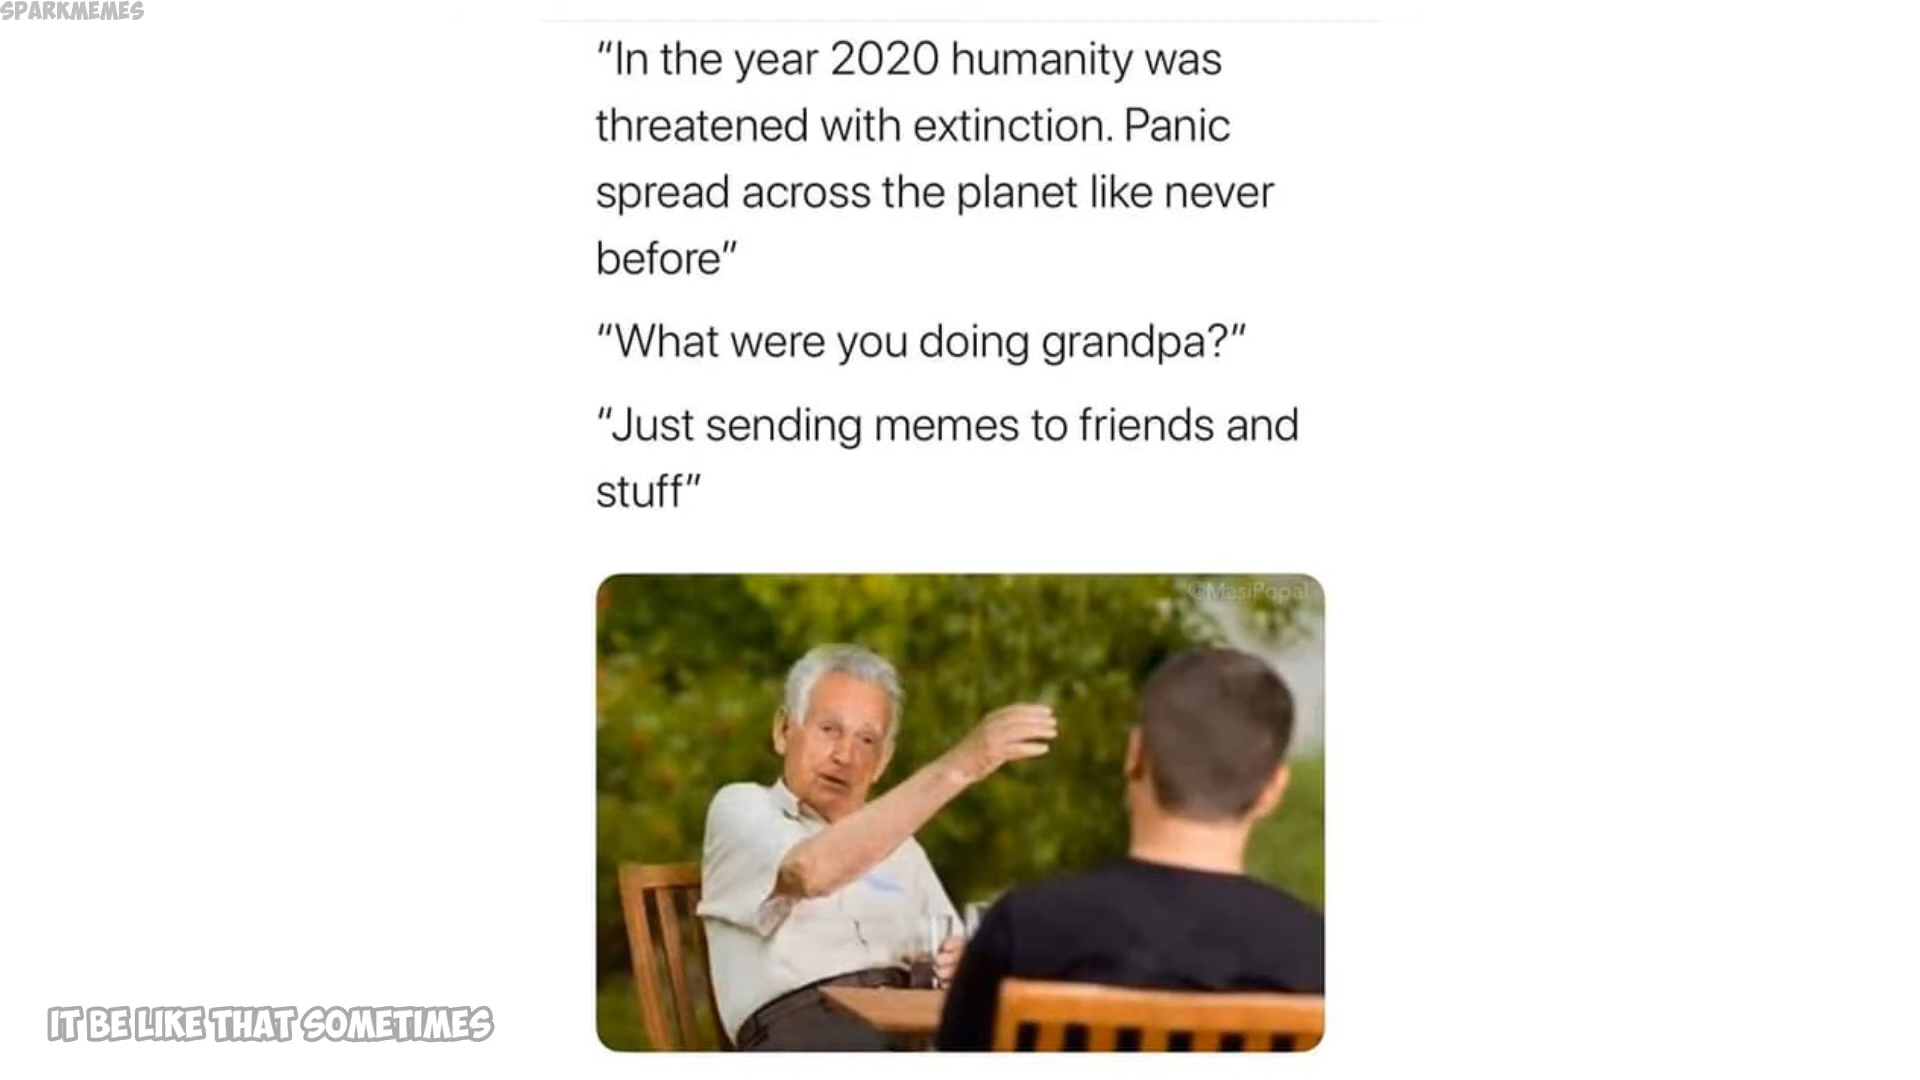 SPARKMEMES
"In the year 2020 humanity was
threatened with extinction. Panic
spread across the planet like never
before"
"What were you doing grandpa?"
"Just sending memes to friends and
stuff"
@MasiPopal
IT BE LIKE THAT SOMETIMES